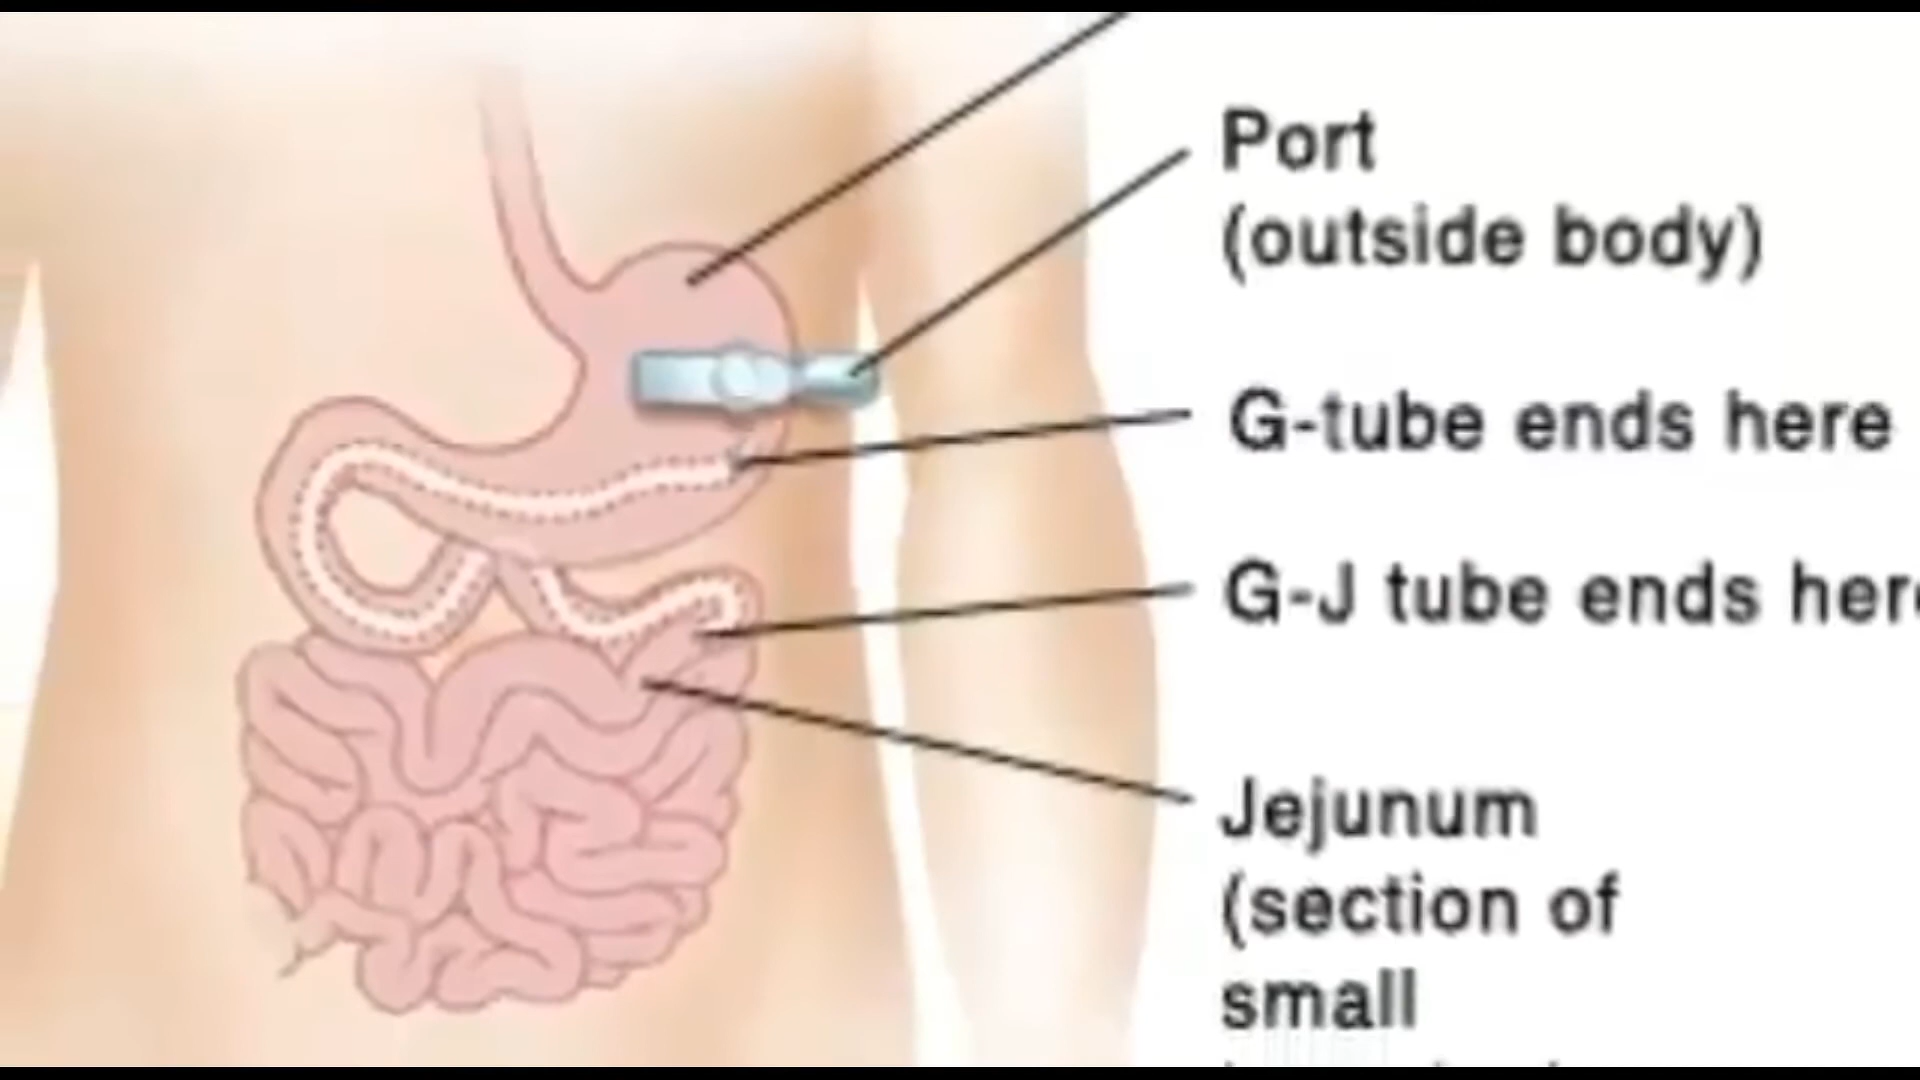 Port
(outside body)
G-tube ends here
G-J tube ends her
Jejunum
(section of
small